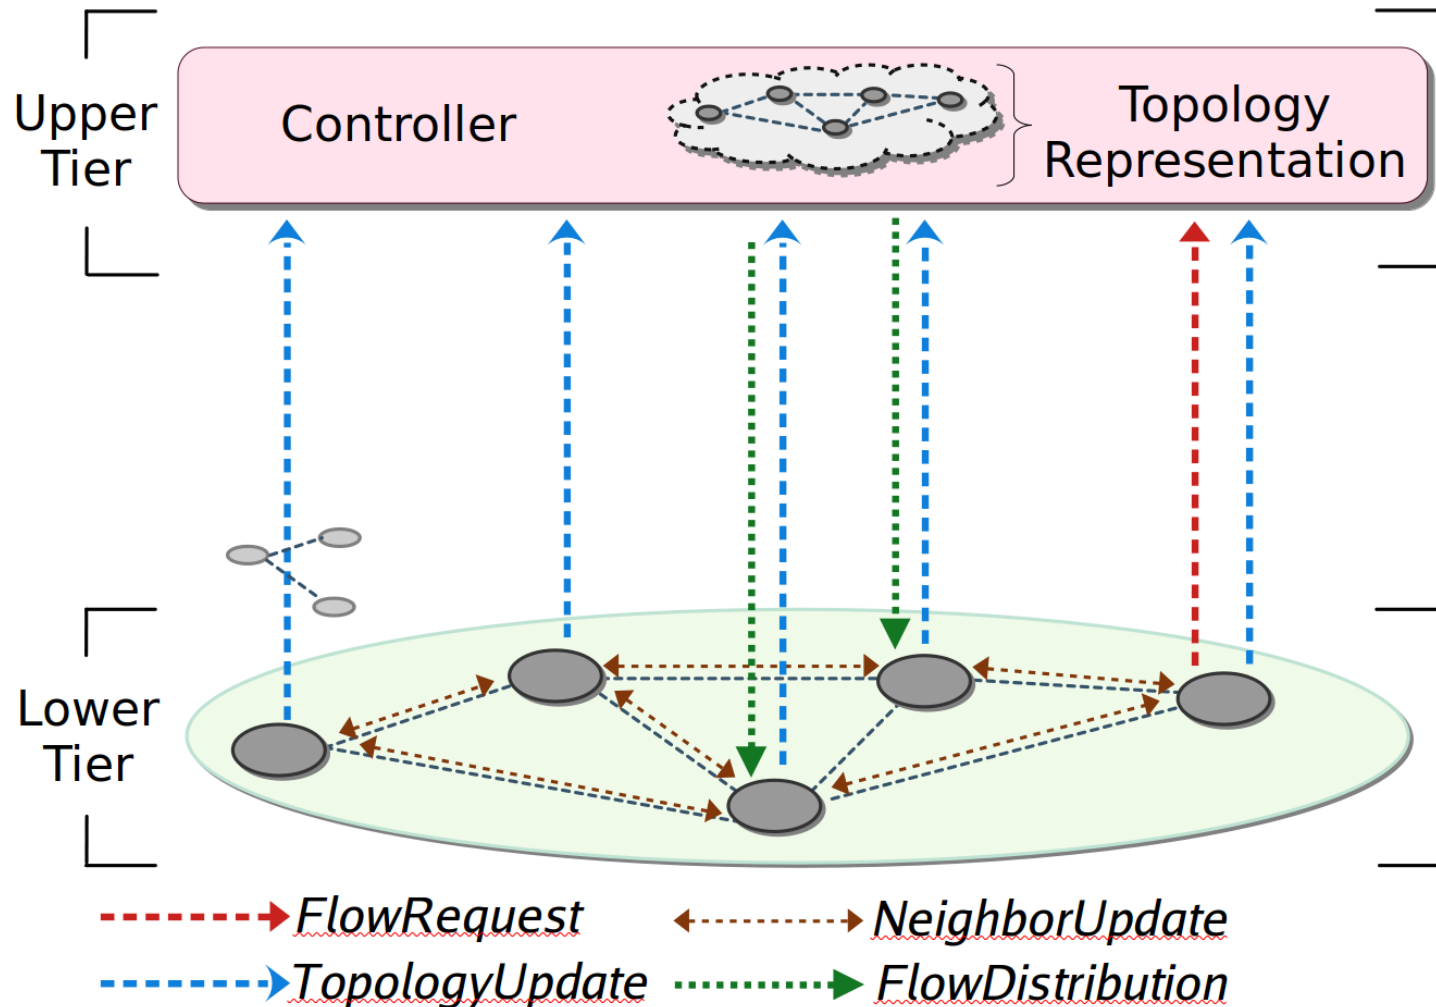 Upper
Tier
Controller
Topology
Representation
Lower
Tier
FlowRequest
NeighborUpdate
TopologyUpdate
FlowDistribution